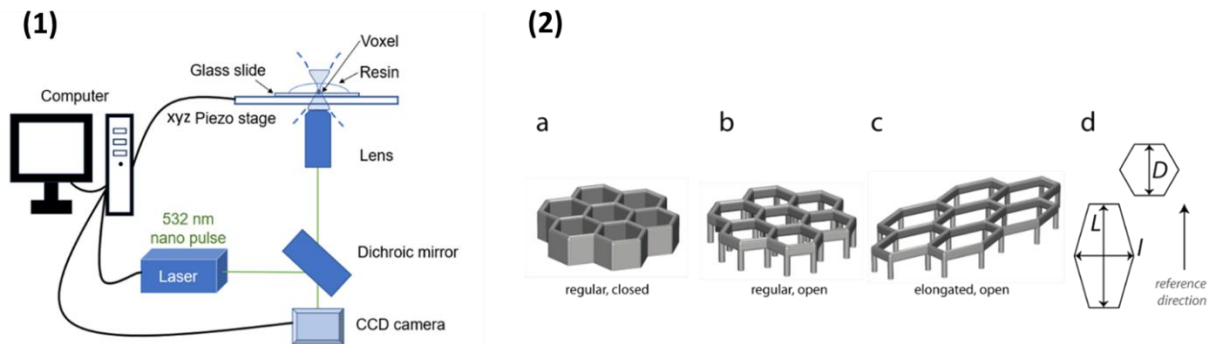 (1)
Voxel
Glass slide
Resin
Computer
xyz Piezo stage
Lens
532 nm
nano pulse
Dichroic mirror
Laser
CCD camera
(2)
a
b
c
d
D
L
l
regular, closed
regular, open
elongated, open
reference
direction